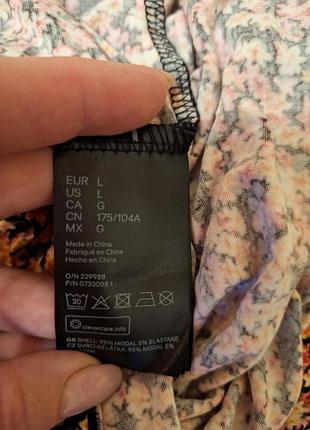 EUR L
US L
CA G
CN 175/104A
MX G
Made in China
Fabriqué en Chine
Hecho en China
O/N 229988
P/N 0733098 1
30
clevercare.info
GB SHELL: 95% MODAL 5% ELASTANE,
CZ SVRCHNÍ LÁTKA: 95% MODAL 5%